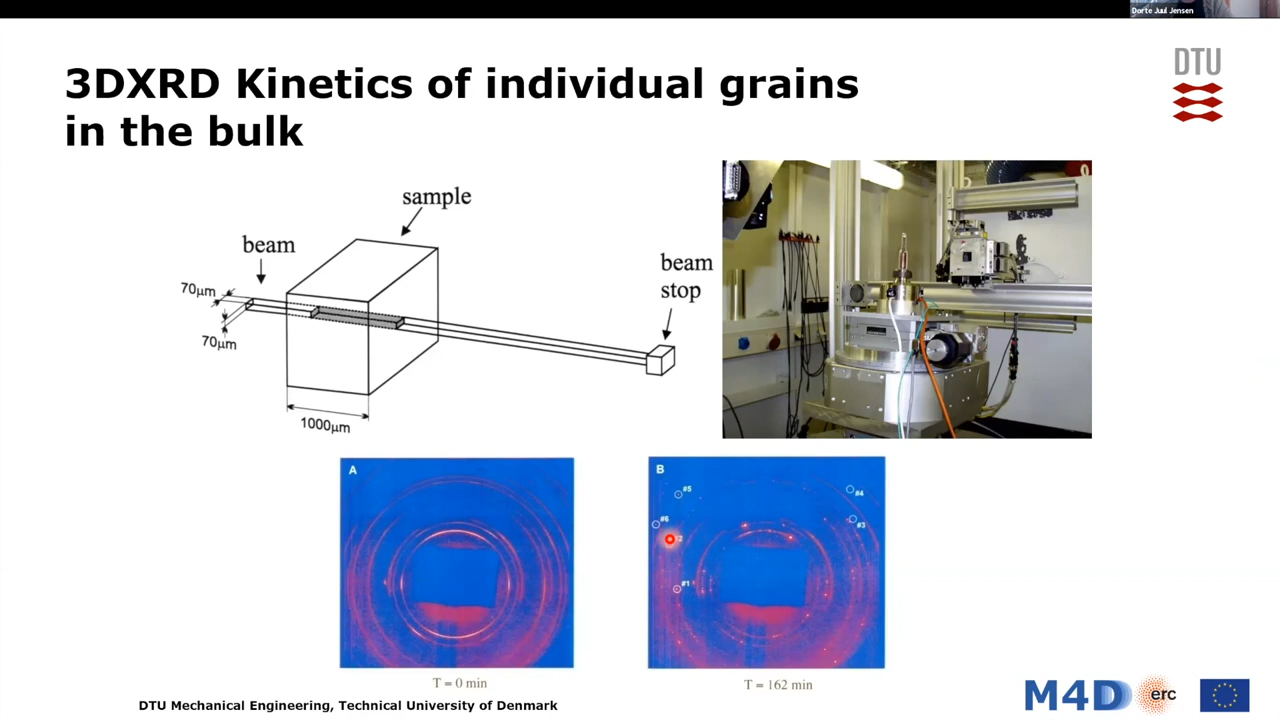 Dorte Juul Jensen
3DXRD Kinetics of individual grains
in the bulk
DTU
sample
beam
beam
stop
70μm
70μm
1000μm
A
B
#5
#4
#6
#3
2
#1
T = 0 min
T = 162 min
DTU Mechanical Engineering, Technical University of Denmark
M4D
erc